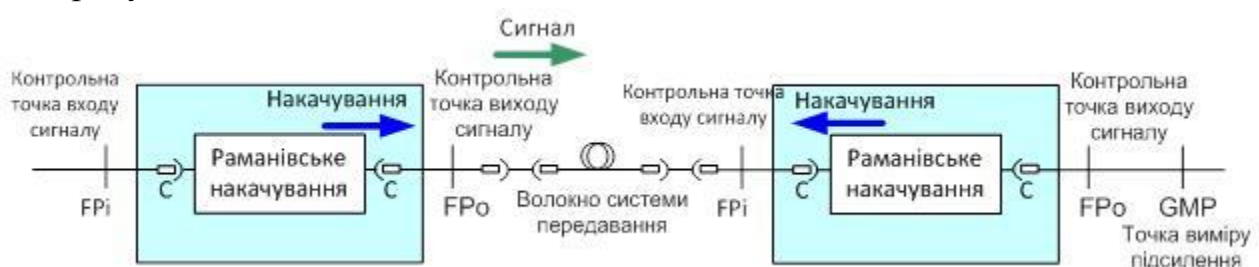 Сигнал
Контрольна
точка входу
сигналу
Накачування
Контрольна
точка виходу
сигналу
Контрольна точка
входу сигналу
Накачування
Контрольна
точка виходу
сигналу
Раманівське
накачування
Раманівське
накачування
FPi
C
C
FPo
Волокно системи
передавання
FPi
C
C
FPo
GMP
Точка виміру
підсилення